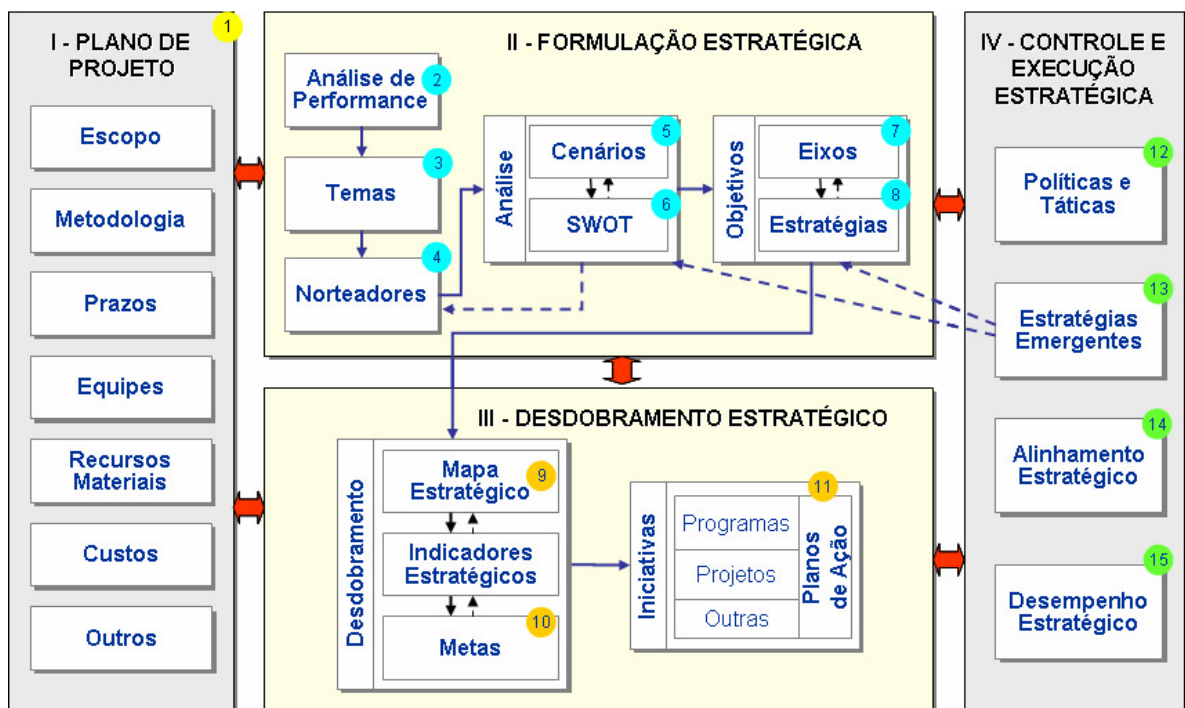 I - PLANO DE
PROJETO
1
Escopo
Metodologia
Prazos
Equipes
Recursos
Materiais
Custos
Outros
II - FORMULAÇÃO ESTRATÉGICA
Análise de
Performance
2
Temas
3
Norteadores
4
Análise
Cenários
5
SWOT
6
Objetivos
Eixos
7
Estratégias
8
III - DESDOBRAMENTO ESTRATÉGICO
Desdobramento
Mapa
Estratégico
9
Indicadores
Estratégicos
Metas
10
Iniciativas
Programas
Projetos
Outras
Planos
de Ação
11
IV - CONTROLE E
EXECUÇÃO
ESTRATÉGICA
12
Políticas e
Táticas
13
Estratégias
Emergentes
14
Alinhamento
Estratégico
15
Desempenho
Estratégico